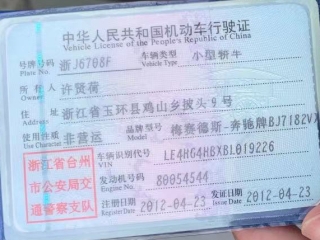 中华人民共和国机动车行驶证
Vehicle License of the People's Republic of China
号牌号码 浙J6708F 车辆类型 小型轿车
Plate No. Vehicle Type
所有人 许贤荷
Owner
住址 浙江省玉环县鸡山乡披头9号
使用性质 非营运 品牌型号 梅赛德斯-奔驰牌BJ7182VX
浙江省台州
市公安局交
通警察支队
车辆识别代号 LE4HG4HBXBL019226
VIN
发动机号码 80054544
Engine No.
注册日期 2012-04-23 发证日期 2012-04-23
Register Date Issue Date